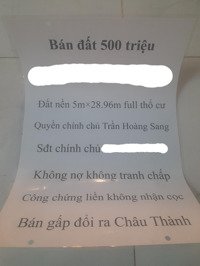 Bán đất 500 triệu
Đất nền 5m×28.96m full thổ cư
Quyền chính chủ Trần Hoàng Sang
Sđt chính chủ
Không nợ không tranh chấp
Công chứng liền không nhận cọc
Bán gấp đổi ra Châu Thành